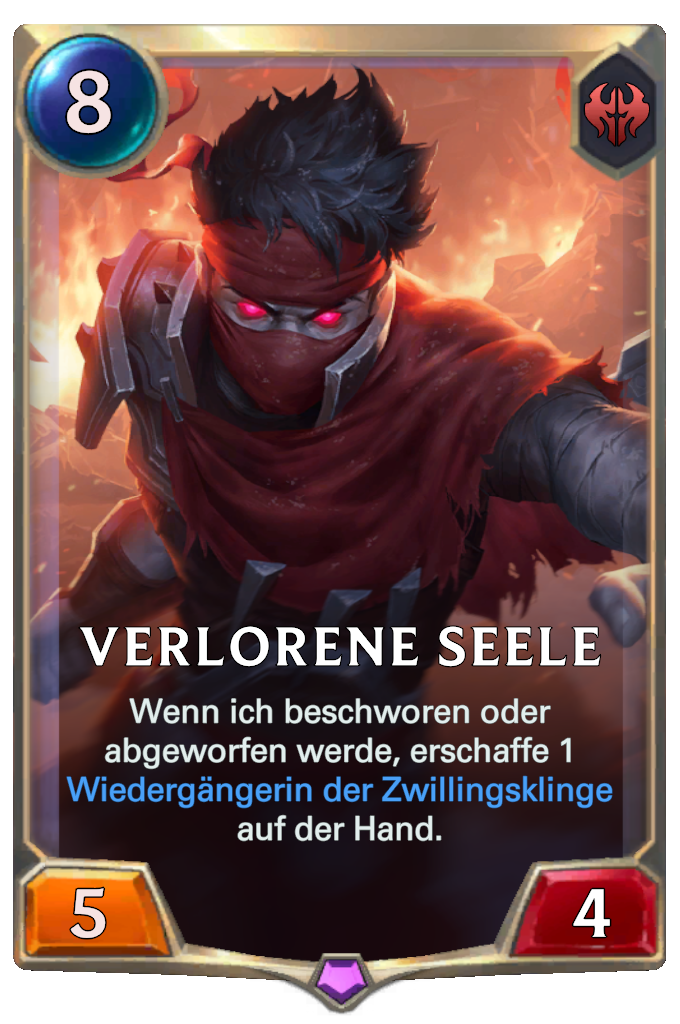 8
VERLORENE SEELE
Wenn ich beschworen oder
abgeworfen werde, erschaffe 1
Wiedergängerin der Zwillingsklinge
auf der Hand.
5
4